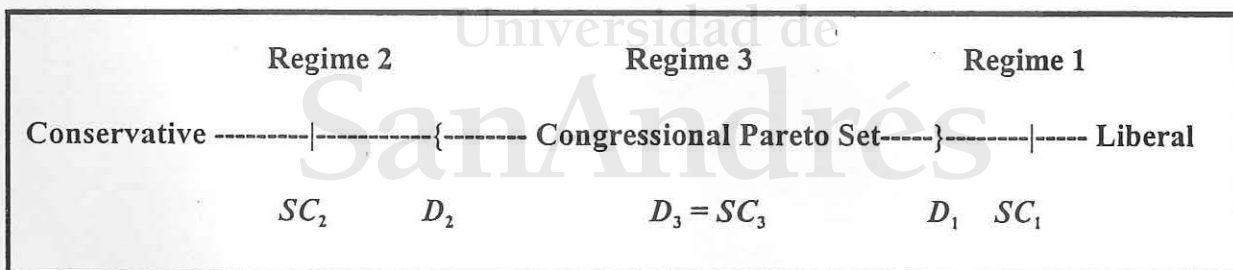 Universidad de
SanAndrés
Regime 2 Regime 3 Regime 1
Conservative ---------|-----------{-------- Congressional Pareto Set-----}--------|----- Liberal
SC₂ D₂ D₃ = SC₃ D₁ SC₁